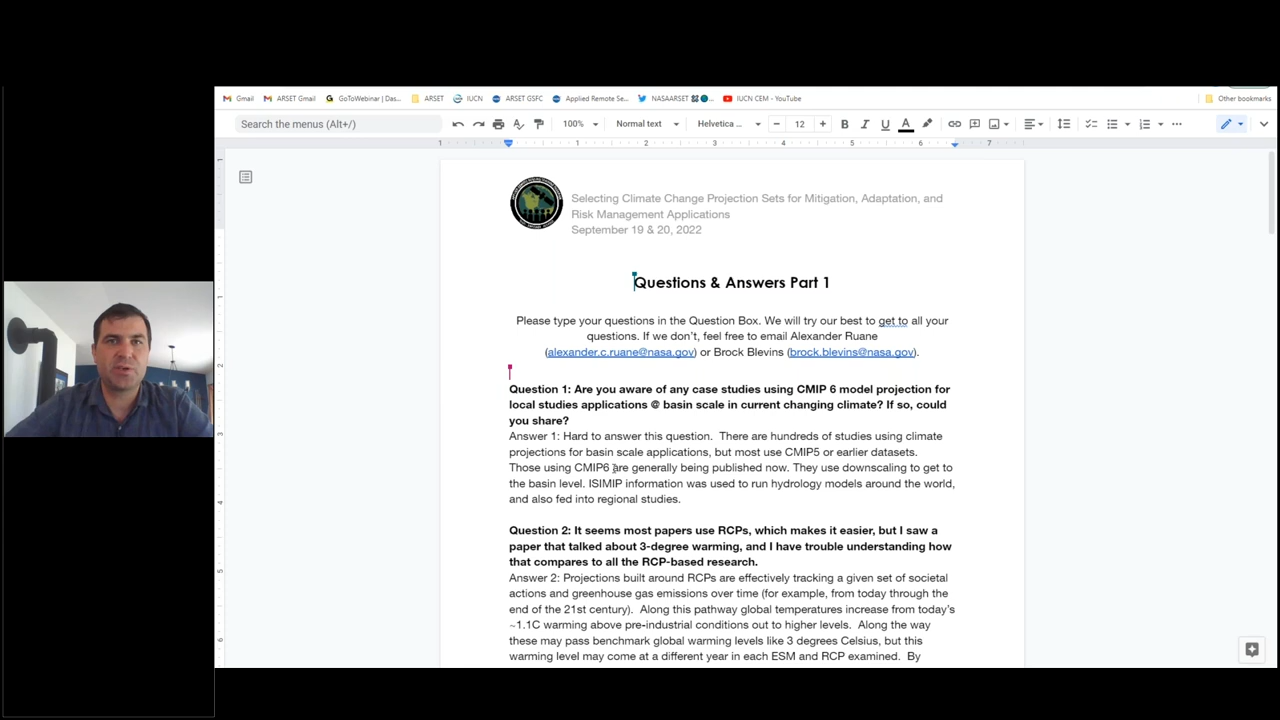 Gmail ARSET Gmail GoToWebinar | Das... ARSET IUCN ARSET GSFC Applied Remote Se... NASAARSET IUCN CEM - YouTube Other bookmarks
Search the menus (Alt+/) 100% Normal text Helvetica ... 12 B I U A
1 1 2 3 4 5 6 7
Selecting Climate Change Projection Sets for Mitigation, Adaptation, and
Risk Management Applications
September 19 & 20, 2022
Questions & Answers Part 1
Please type your questions in the Question Box. We will try our best to get to all your
questions. If we don't, feel free to email Alexander Ruane
(alexander.c.ruane@nasa.gov) or Brock Blevins (brock.blevins@nasa.gov).
Question 1: Are you aware of any case studies using CMIP 6 model projection for
local studies applications @ basin scale in current changing climate? If so, could
you share?
Answer 1: Hard to answer this question.  There are hundreds of studies using climate
projections for basin scale applications, but most use CMIP5 or earlier datasets.
Those using CMIP6 are generally being published now. They use downscaling to get to
the basin level. ISIMIP information was used to run hydrology models around the world,
and also fed into regional studies.
Question 2: It seems most papers use RCPs, which makes it easier, but I saw a
paper that talked about 3-degree warming, and I have trouble understanding how
that compares to all the RCP-based research.
Answer 2: Projections built around RCPs are effectively tracking a given set of societal
actions and greenhouse gas emissions over time (for example, from today through the
end of the 21st century).  Along this pathway global temperatures increase from today's
~1.1C warming above pre-industrial conditions out to higher levels.  Along the way
these may pass benchmark global warming levels like 3 degrees Celsius, but this
warming level may come at a different year in each ESM and RCP examined.  By